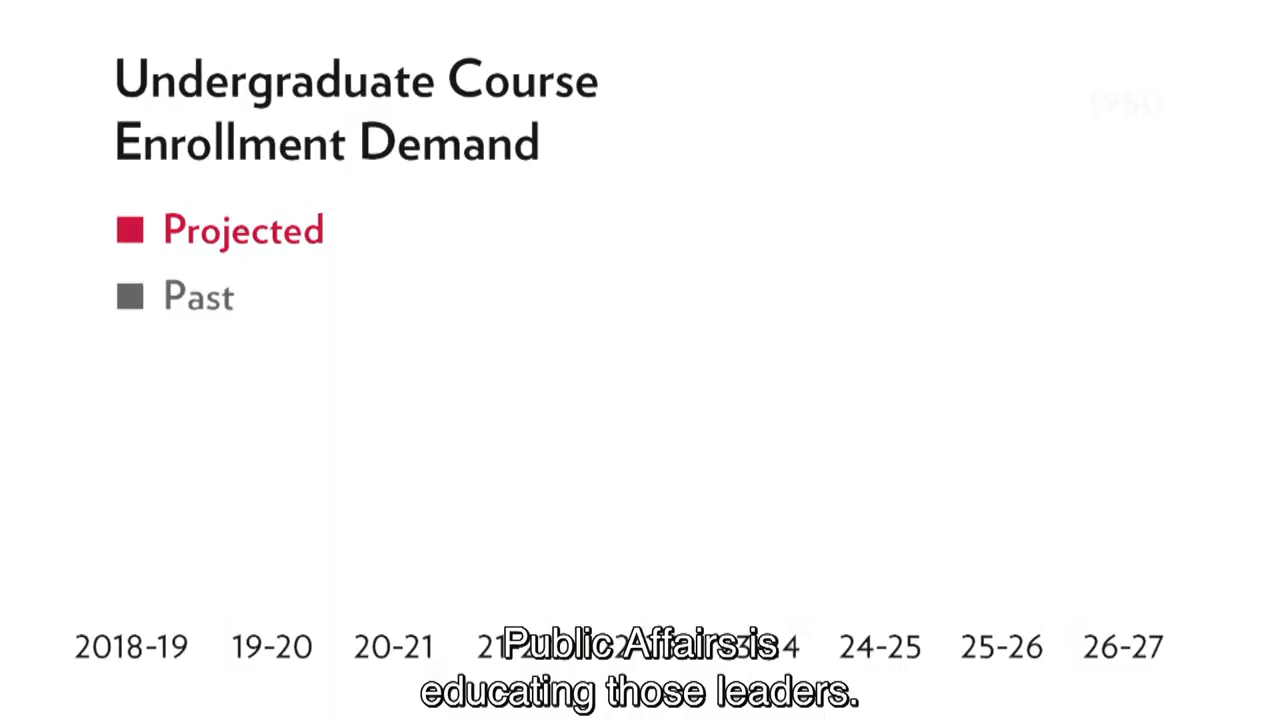 Undergraduate Course
Enrollment Demand
1950
Projected
Past
2018-19 19-20 20-21 24-25 25-26 26-27
Public Affairs is
educating those leaders.